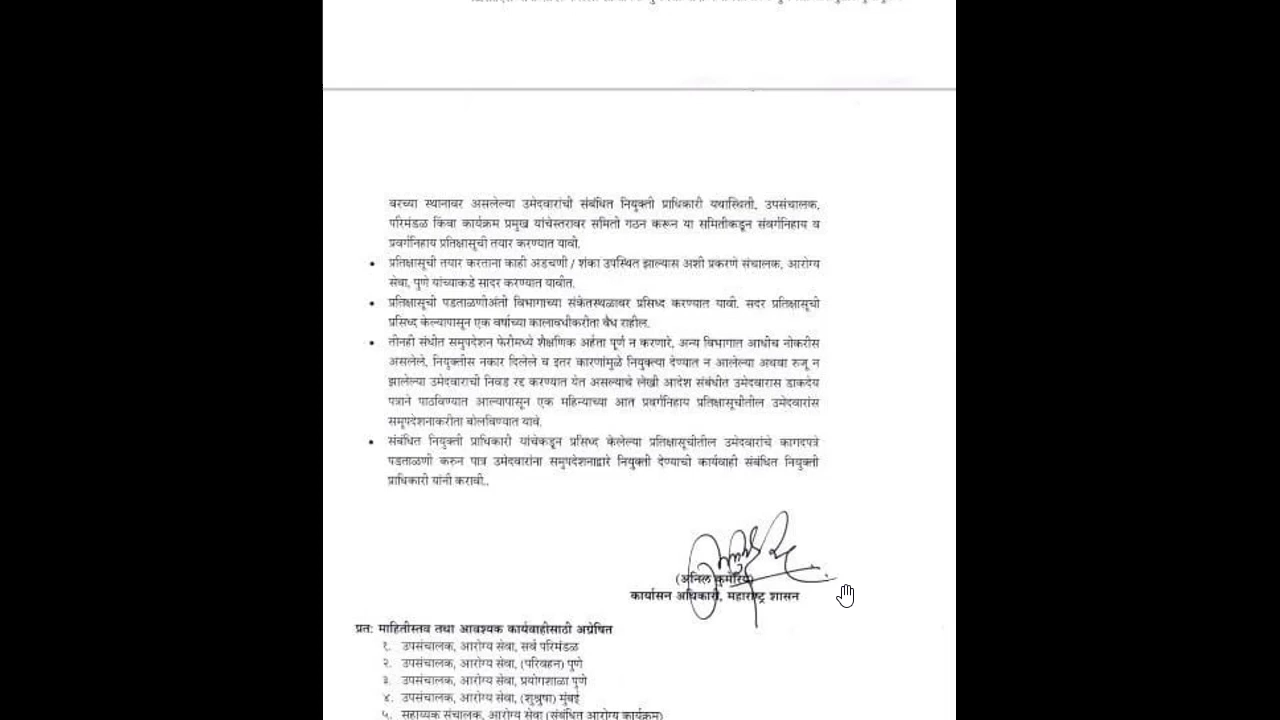 वरच्या स्थानावर असलेल्या उमेदवारांची संबंधित नियुक्ती प्राधिकारी यथास्थिती, उपसंचालक,
परिमंडळ किंवा कार्यक्रम प्रमुख यांचेस्तरावर समिती गठन करून या समितीकडून संवर्गनिहाय व
प्रवर्गनिहाय प्रतिक्षासूची तयार करण्यात यावी.
• प्रतिक्षासूची तयार करताना काही अडचणी / शंका उपस्थित झाल्यास अशी प्रकरणे संचालक, आरोग्य
सेवा, पुणे यांच्याकडे सादर करण्यात यावीत.
• प्रतिक्षासूची पडताळणीअंती विभागाच्या संकेतस्थळावर प्रसिध्द करण्यात यावी. सदर प्रतिक्षासूची
प्रसिध्द केल्यापासून एक वर्षाच्या कालावधीकरीता वैध राहील.
• तीनही संधीत समुपदेशन फेरीमध्ये शैक्षणिक अर्हता पूर्ण न करणारे, अन्य विभागात आधीच नोकरीस
असलेले, नियुक्तीस नकार दिलेले व इतर कारणांमुळे नियुक्त्या देण्यात न आलेल्या अथवा रुजू न
झालेल्या उमेदवाराची निवड रद्द करण्यात येत असल्याचे लेखी आदेश संबंधीत उमेदवारास डाकदेय
पत्राने पाठविण्यात आल्यापासून एक महिन्याच्या आत प्रवर्गनिहाय प्रतिक्षासूचीतील उमेदवारांस
समूपदेशनाकरीता बोलविण्यात यावे.
• संबंधित नियुक्ती प्राधिकारी यांचेकडून प्रसिध्द केलेल्या प्रतिक्षासूचीतील उमेदवारांचे कागदपत्रे
पडताळणी करुन पात्र उमेदवारांना समुपदेशनाद्वारे नियुक्ती देण्याची कार्यवाही संबंधित नियुक्ती
प्राधिकारी यांनी करावी..
(अनिल
कार्यासन अधिकारी, महाराष्ट्र शासन
प्रत: माहितीस्तव तथा आवश्यक कार्यवाहीसाठी अग्रेषित
१. उपसंचालक, आरोग्य सेवा, सर्व परिमंडळ
२. उपसंचालक, आरोग्य सेवा, (परिवहन) पुणे
३. उपसंचालक, आरोग्य सेवा, प्रयोगशाळा पुणे
४. उपसंचालक, आरोग्य सेवा, (शुश्रुषा) मुंबई
५. सहाय्यक संचालक, आरोग्य सेवा (संबंधित आरोग्य कार्यक्रम)